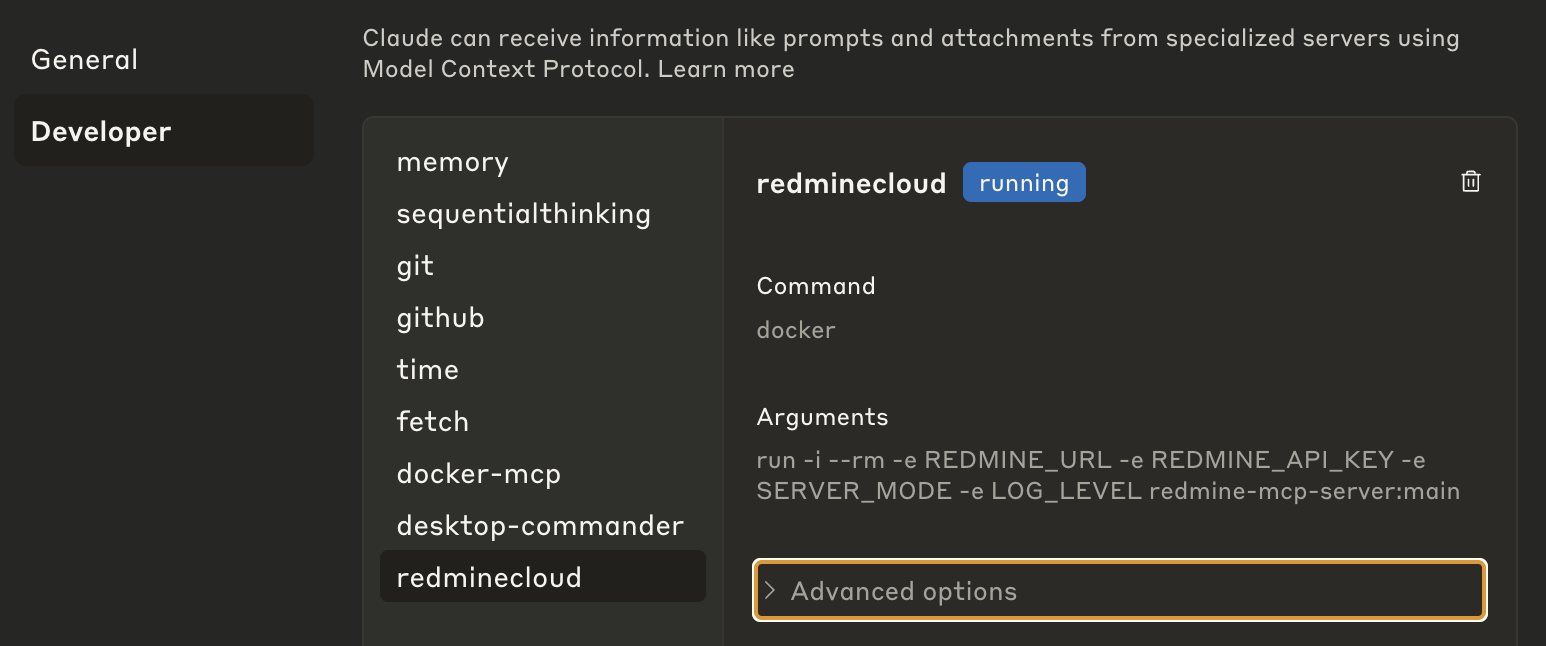 General
Developer
Claude can receive information like prompts and attachments from specialized servers using
Model Context Protocol. Learn more
memory
sequentialthinking
git
github
time
fetch
docker-mcp
desktop-commander
redminecloud
redminecloud running
Command
docker
Arguments
run -i --rm -e REDMINE_URL -e REDMINE_API_KEY -e
SERVER_MODE -e LOG_LEVEL redmine-mcp-server:main
Advanced options